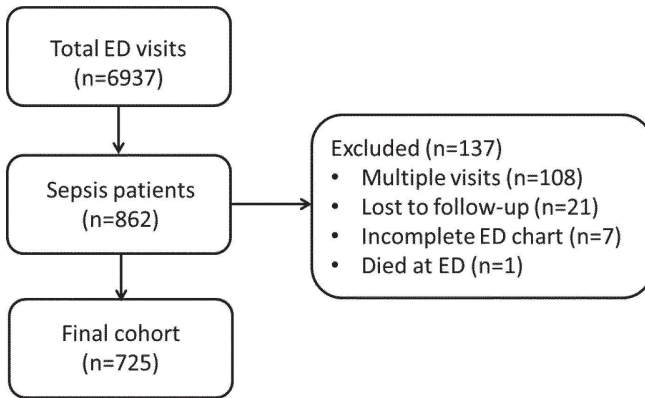 Total ED visits
(n=6937)
Sepsis patients
(n=862)
Excluded (n=137)
• Multiple visits (n=108)
• Lost to follow-up (n=21)
• Incomplete ED chart (n=7)
• Died at ED (n=1)
Final cohort
(n=725)